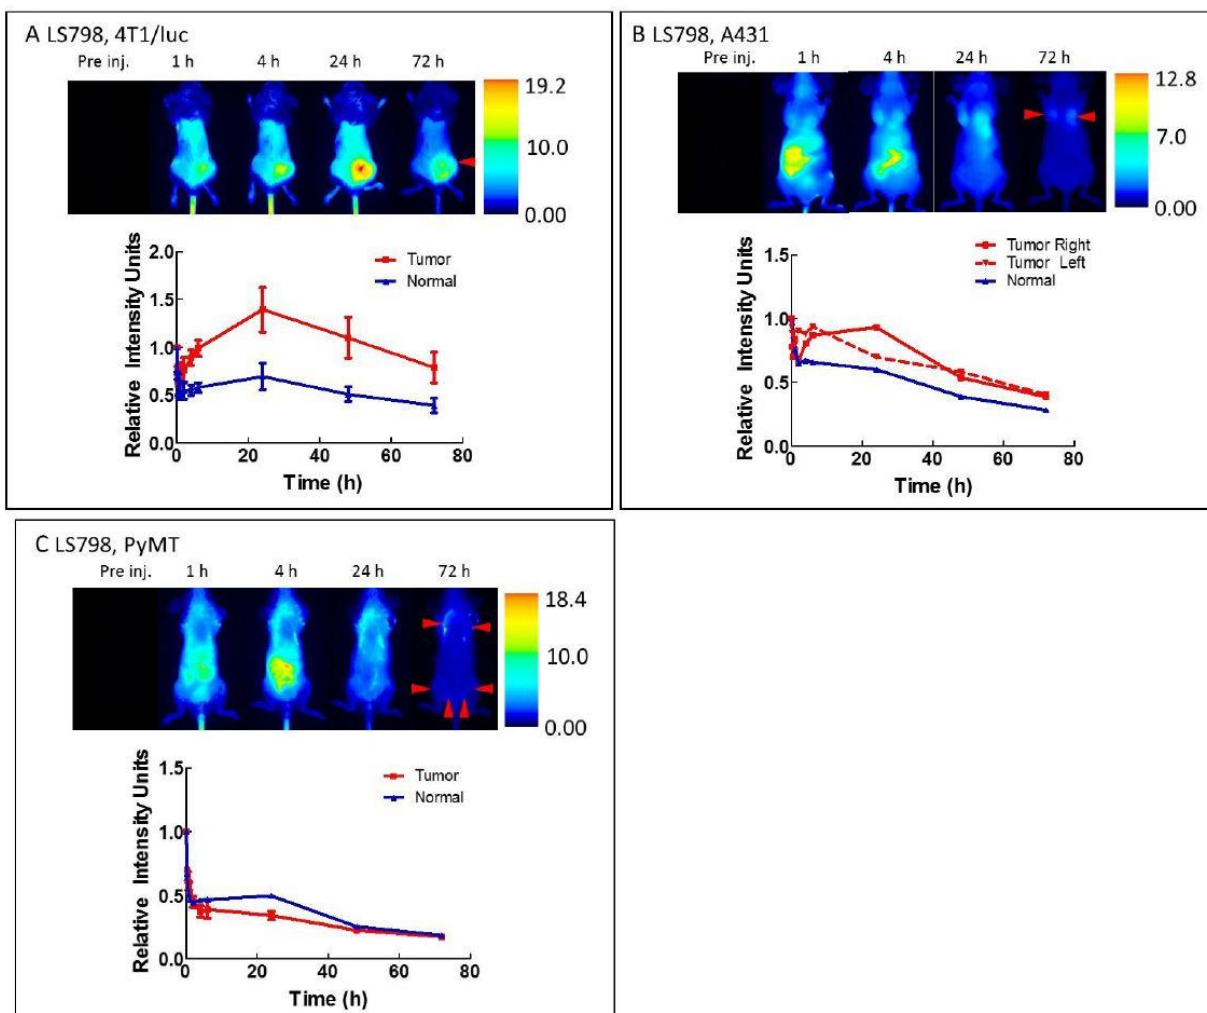 A LS798, 4T1/luc
Pre inj. 1 h 4 h 24 h 72 h
19.2
10.0
0.00
Relative Intensity Units
2.0
1.5
1.0
0.5
0.0
Tumor
Normal
0 20 40 60 80
Time (h)
B LS798, A431
Pre inj. 1 h 4 h 24 h 72 h
12.8
7.0
0.00
Relative Intensity Units
1.5
1.0
0.5
0.0
Tumor Right
Tumor Left
Normal
0 20 40 60 80
Time (h)
C LS798, PyMT
Pre inj. 1 h 4 h 24 h 72 h
18.4
10.0
0.00
Relative Intensity Units
1.5
1.0
0.5
0.0
Tumor
Normal
0 20 40 60 80
Time (h)